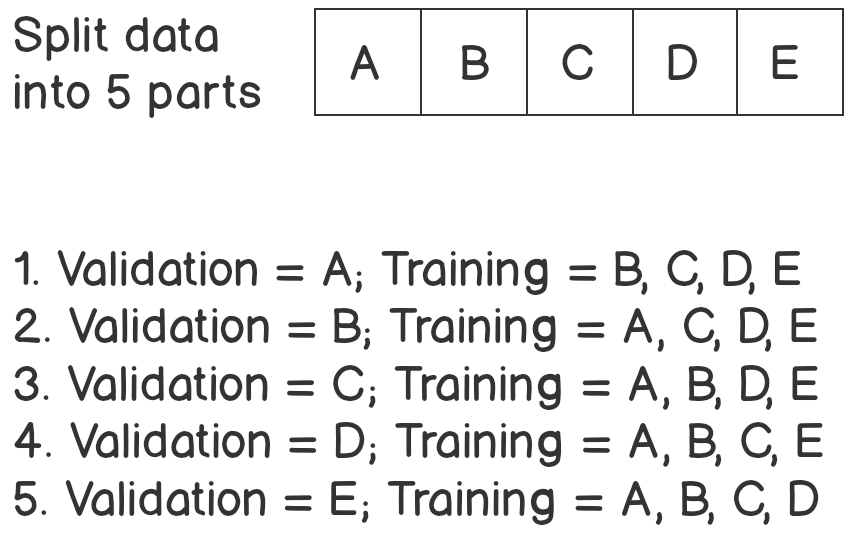 Split data
into 5 parts
A B C D E
1. Validation = A; Training = B, C, D, E
2. Validation = B; Training = A, C, D, E
3. Validation = C; Training = A, B, D, E
4. Validation = D; Training = A, B, C, E
5. Validation = E; Training = A, B, C, D